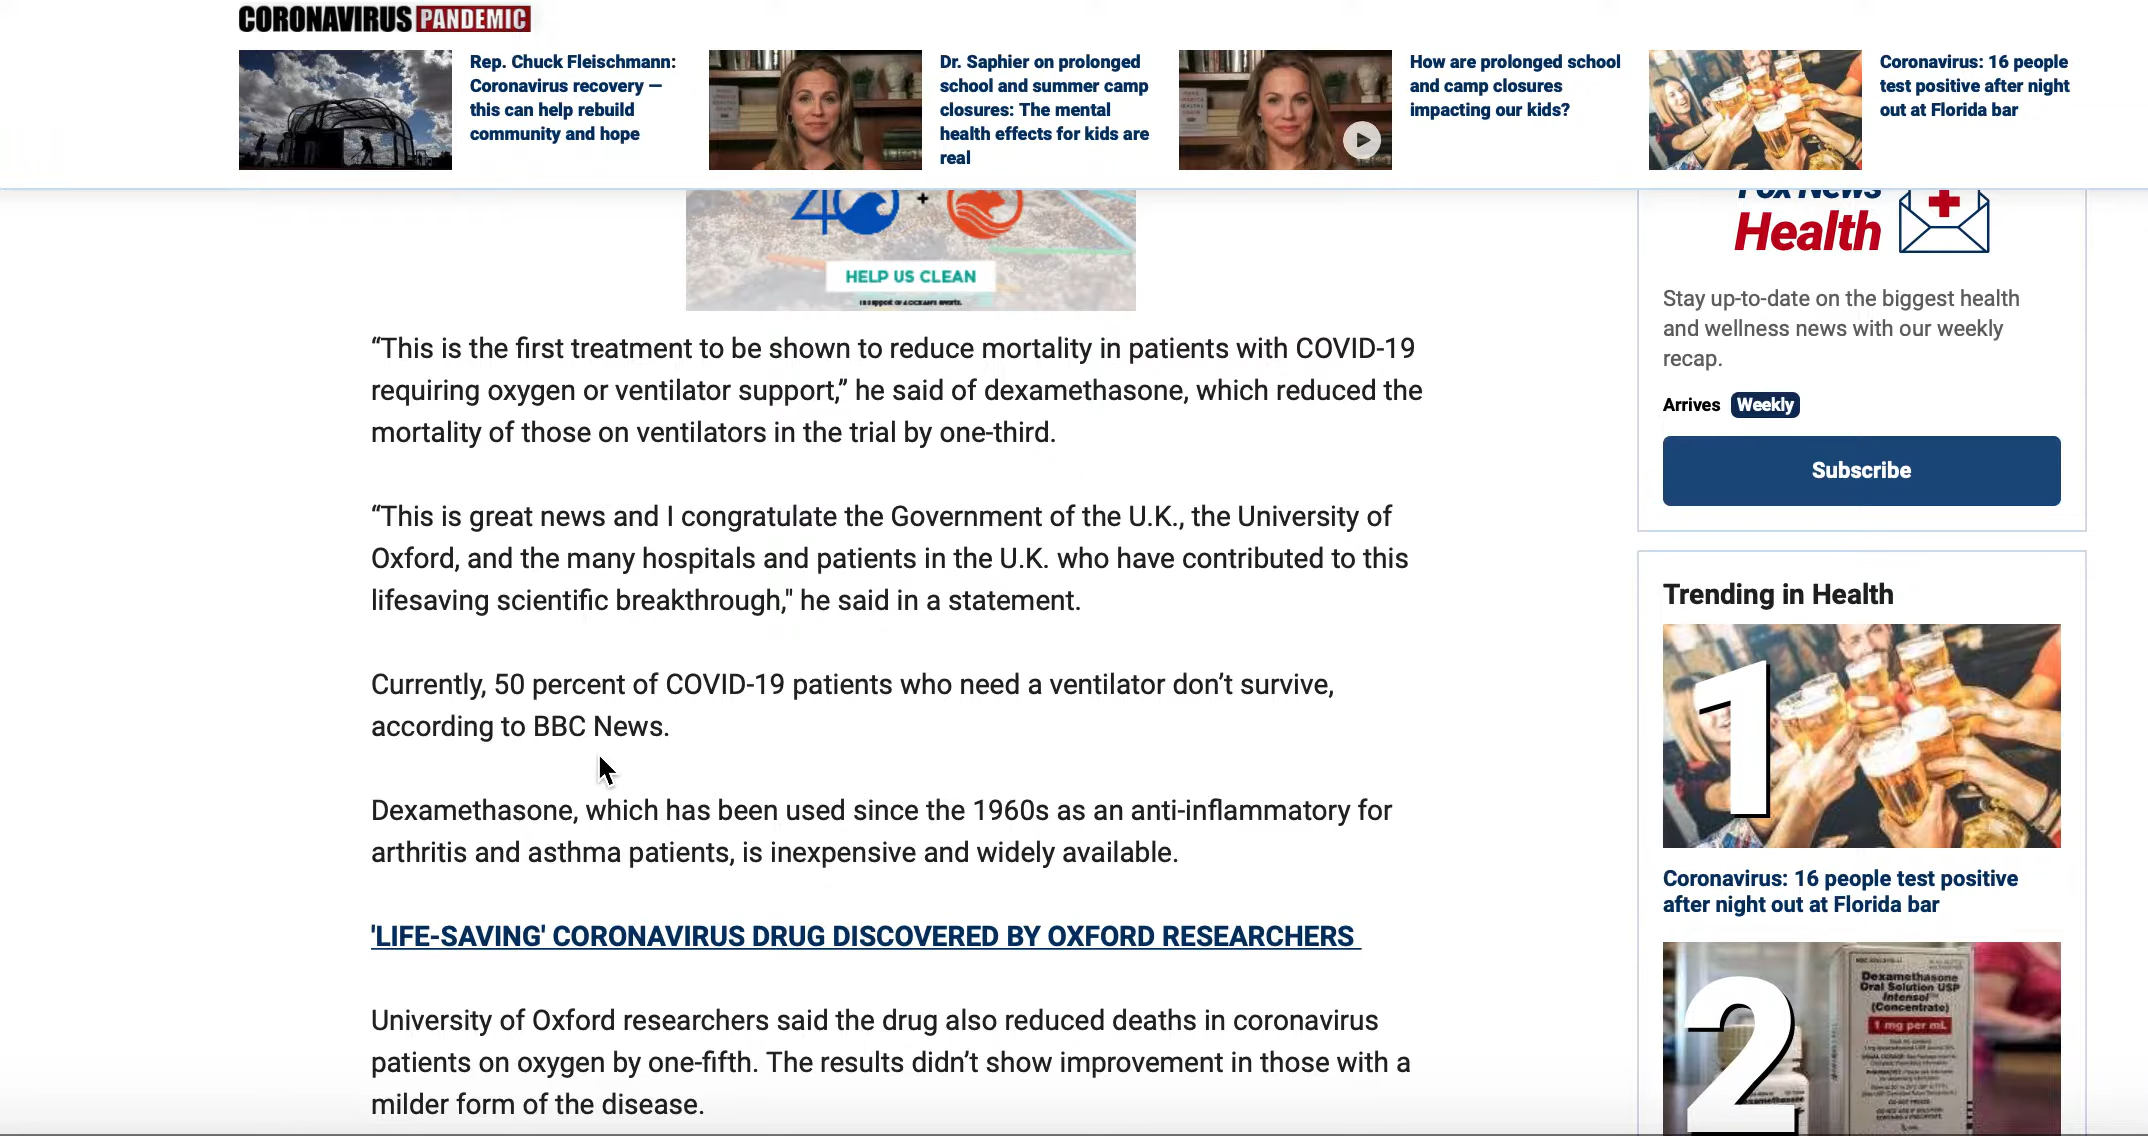 CORONAVIRUS PANDEMIC
Rep. Chuck Fleischmann:
Coronavirus recovery —
this can help rebuild
community and hope
Dr. Saphier on prolonged
school and summer camp
closures: The mental
health effects for kids are
real
How are prolonged school
and camp closures
impacting our kids?
Coronavirus: 16 people
test positive after night
out at Florida bar
4 +
HELP US CLEAN
“This is the first treatment to be shown to reduce mortality in patients with COVID-19
requiring oxygen or ventilator support,” he said of dexamethasone, which reduced the
mortality of those on ventilators in the trial by one-third.
“This is great news and I congratulate the Government of the U.K., the University of
Oxford, and the many hospitals and patients in the U.K. who have contributed to this
lifesaving scientific breakthrough," he said in a statement.
Currently, 50 percent of COVID-19 patients who need a ventilator don’t survive,
according to BBC News.
Dexamethasone, which has been used since the 1960s as an anti-inflammatory for
arthritis and asthma patients, is inexpensive and widely available.
'LIFE-SAVING' CORONAVIRUS DRUG DISCOVERED BY OXFORD RESEARCHERS
University of Oxford researchers said the drug also reduced deaths in coronavirus
patients on oxygen by one-fifth. The results didn’t show improvement in those with a
milder form of the disease.
Fox News
Health
Stay up-to-date on the biggest health
and wellness news with our weekly
recap.
Arrives Weekly
Subscribe
Trending in Health
1
Coronavirus: 16 people test positive
after night out at Florida bar
2
Dexamethasone
Oral Solution USP
Intensol
(Concentrate)
1 mg per mL